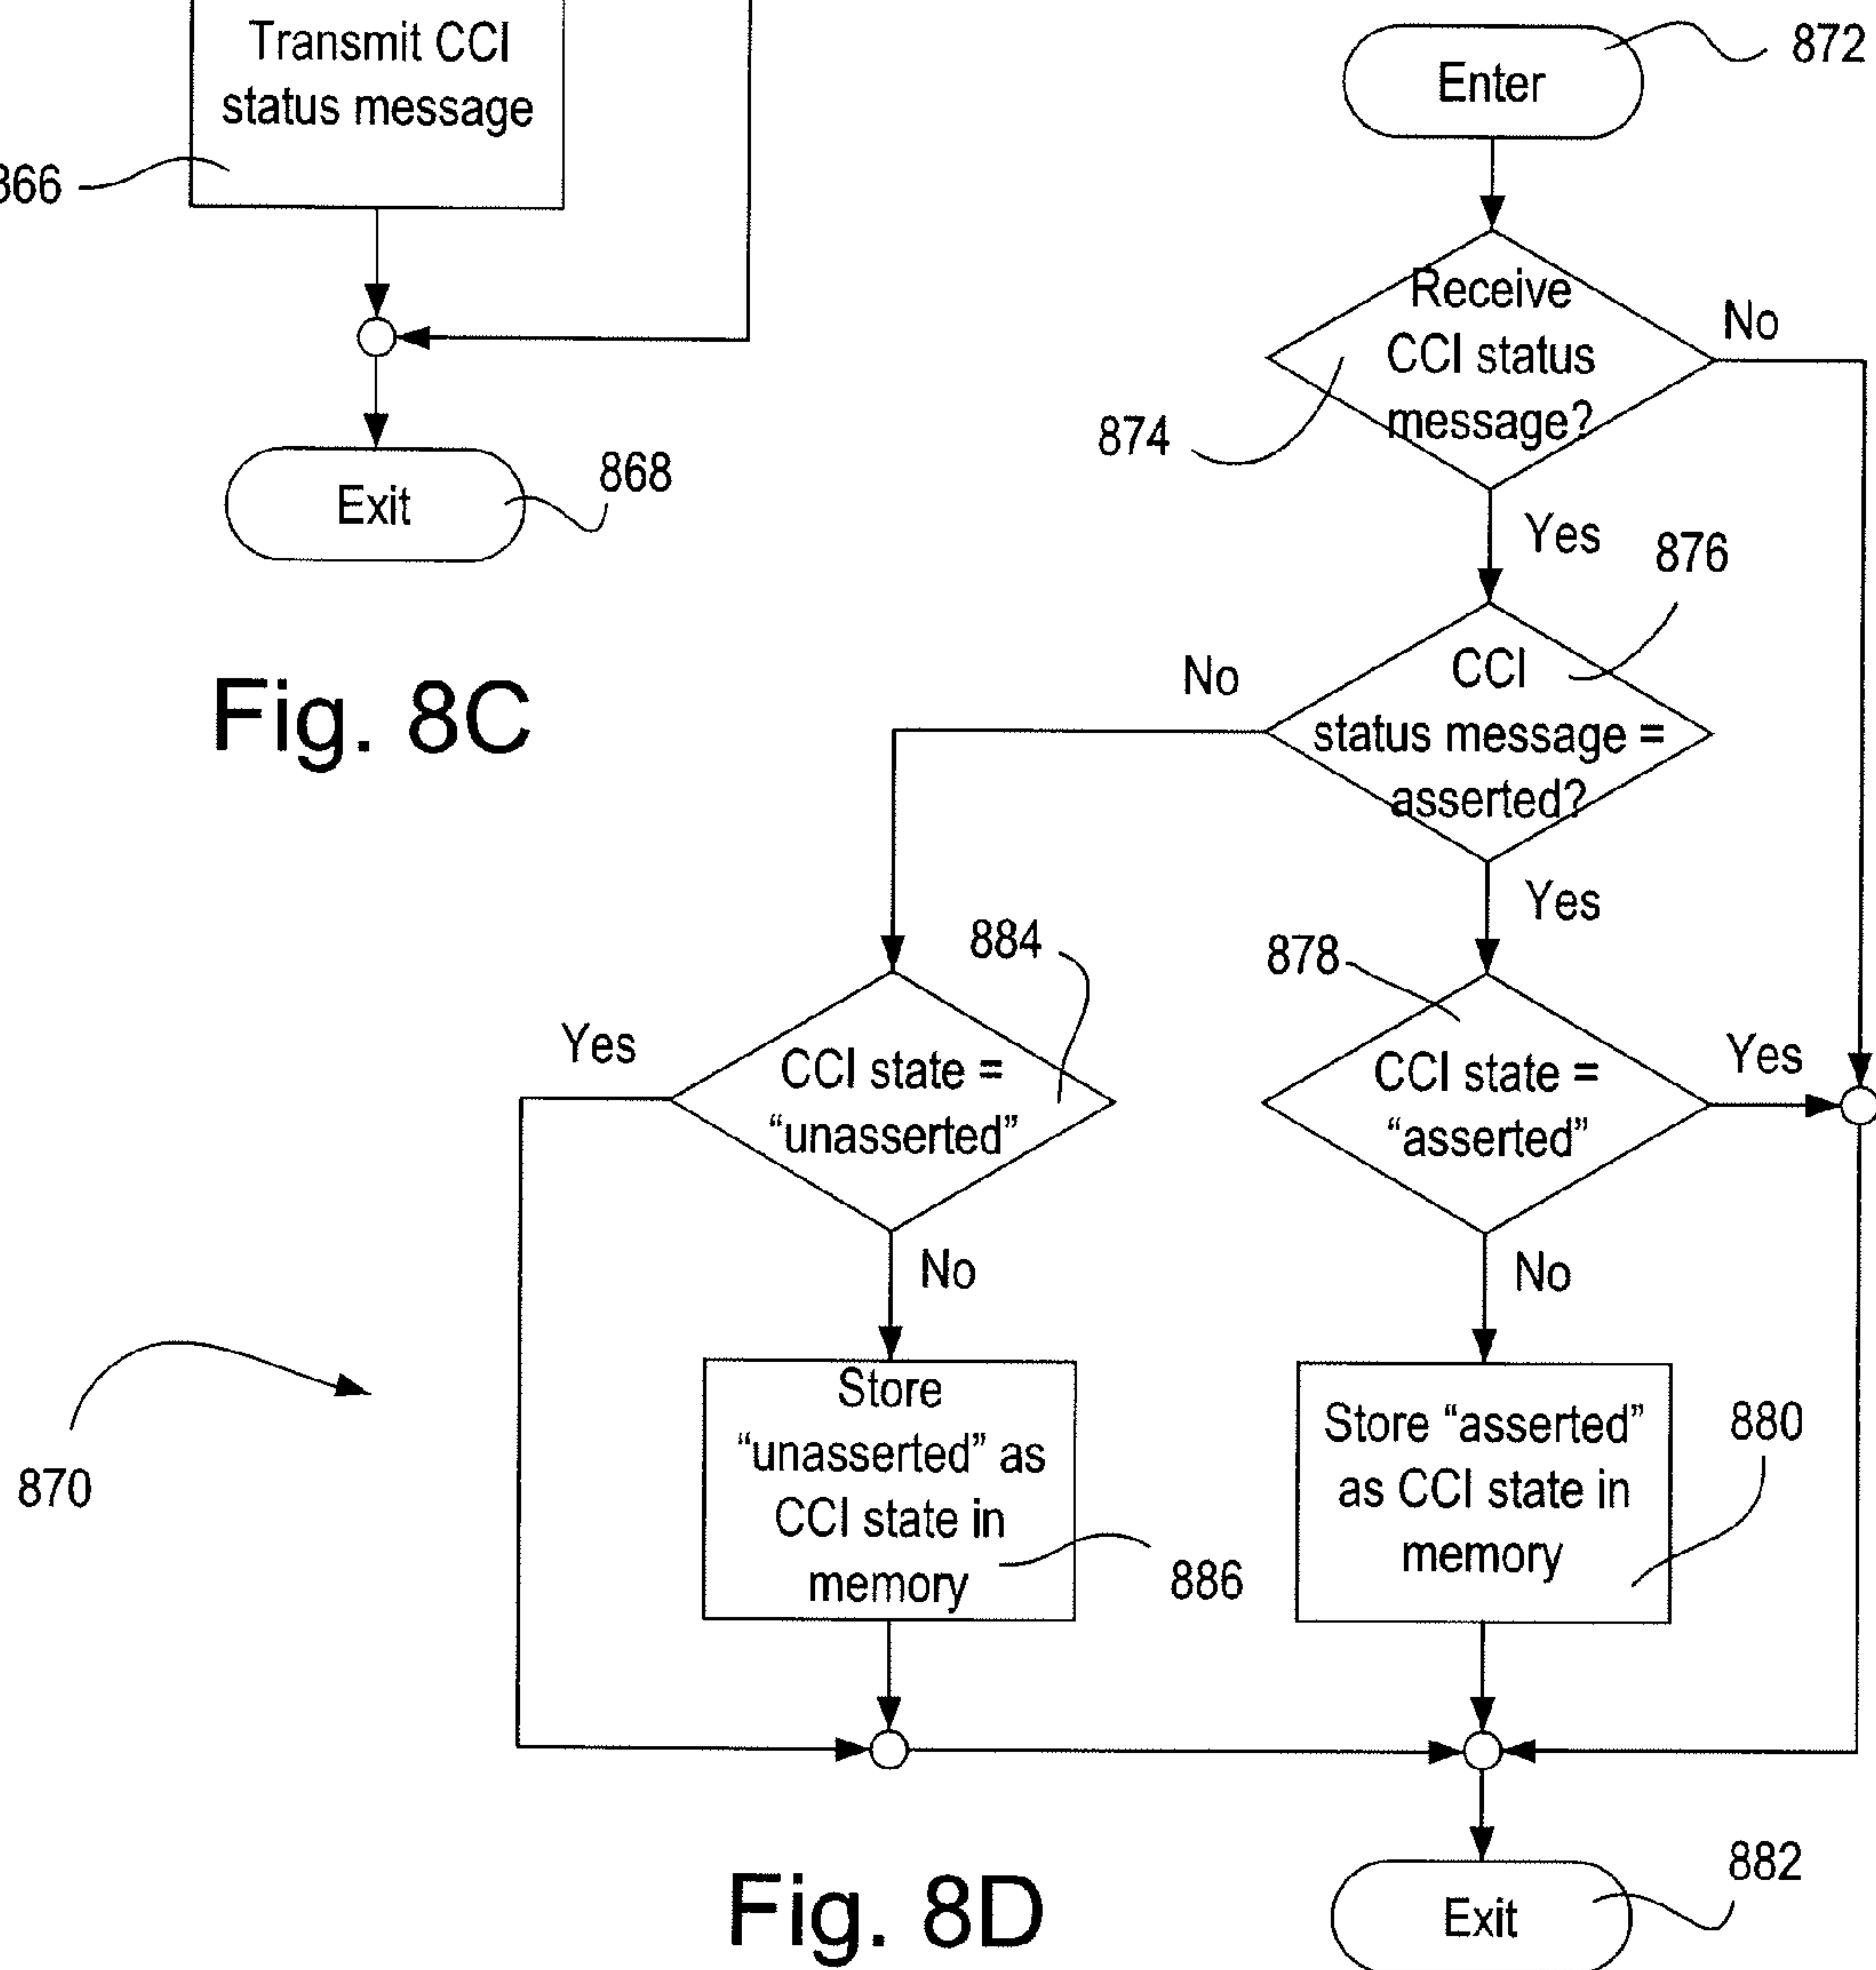 Transmit CCI
status message
866
Exit
868
Fig. 8C
Enter
872
Receive
CCI status
message?
874
No
Yes
876
CCI
status message =
asserted?
No
Yes
884
CCI state =
“unasserted”
Yes
No
878
CCI state =
“asserted”
Yes
No
870
Store
“unasserted” as
CCI state in
memory
886
Store “asserted”
as CCI state in
memory
880
Exit
882
Fig. 8D